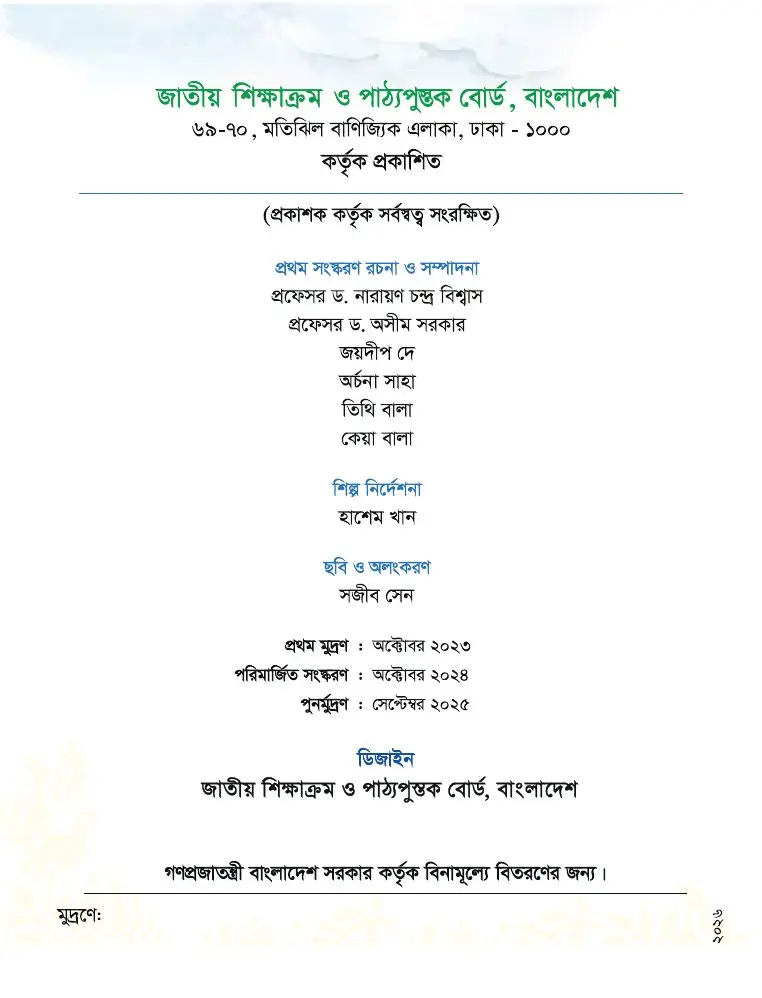 জাতীয় শিক্ষাক্রম ও পাঠ্যপুস্তক বোর্ড, বাংলাদেশ
৬৯-৭০, মতিঝিল বাণিজ্যিক এলাকা, ঢাকা - ১০০০
কর্তৃক প্রকাশিত
(প্রকাশক কর্তৃক সর্বস্বত্ব সংরক্ষিত)
প্রথম সংস্করণ রচনা ও সম্পাদনা
প্রফেসর ড. নারায়ণ চন্দ্র বিশ্বাস
প্রফেসর ড. অসীম সরকার
জয়দীপ দে
অর্চনা সাহা
তিথি বালা
কেয়া বালা
শিল্প নির্দেশনা
হাশেম খান
ছবি ও অলংকরণ
সজীব সেন
প্রথম মুদ্রণ : অক্টোবর ২০২৩
পরিমার্জিত সংস্করণ : অক্টোবর ২০২৪
পুনর্মুদ্রণ : সেপ্টেম্বর ২০২৫
ডিজাইন
জাতীয় শিক্ষাক্রম ও পাঠ্যপুস্তক বোর্ড, বাংলাদেশ
গণপ্রজাতন্ত্রী বাংলাদেশ সরকার কর্তৃক বিনামূল্যে বিতরণের জন্য।
মুদ্রণে:
২০২৬